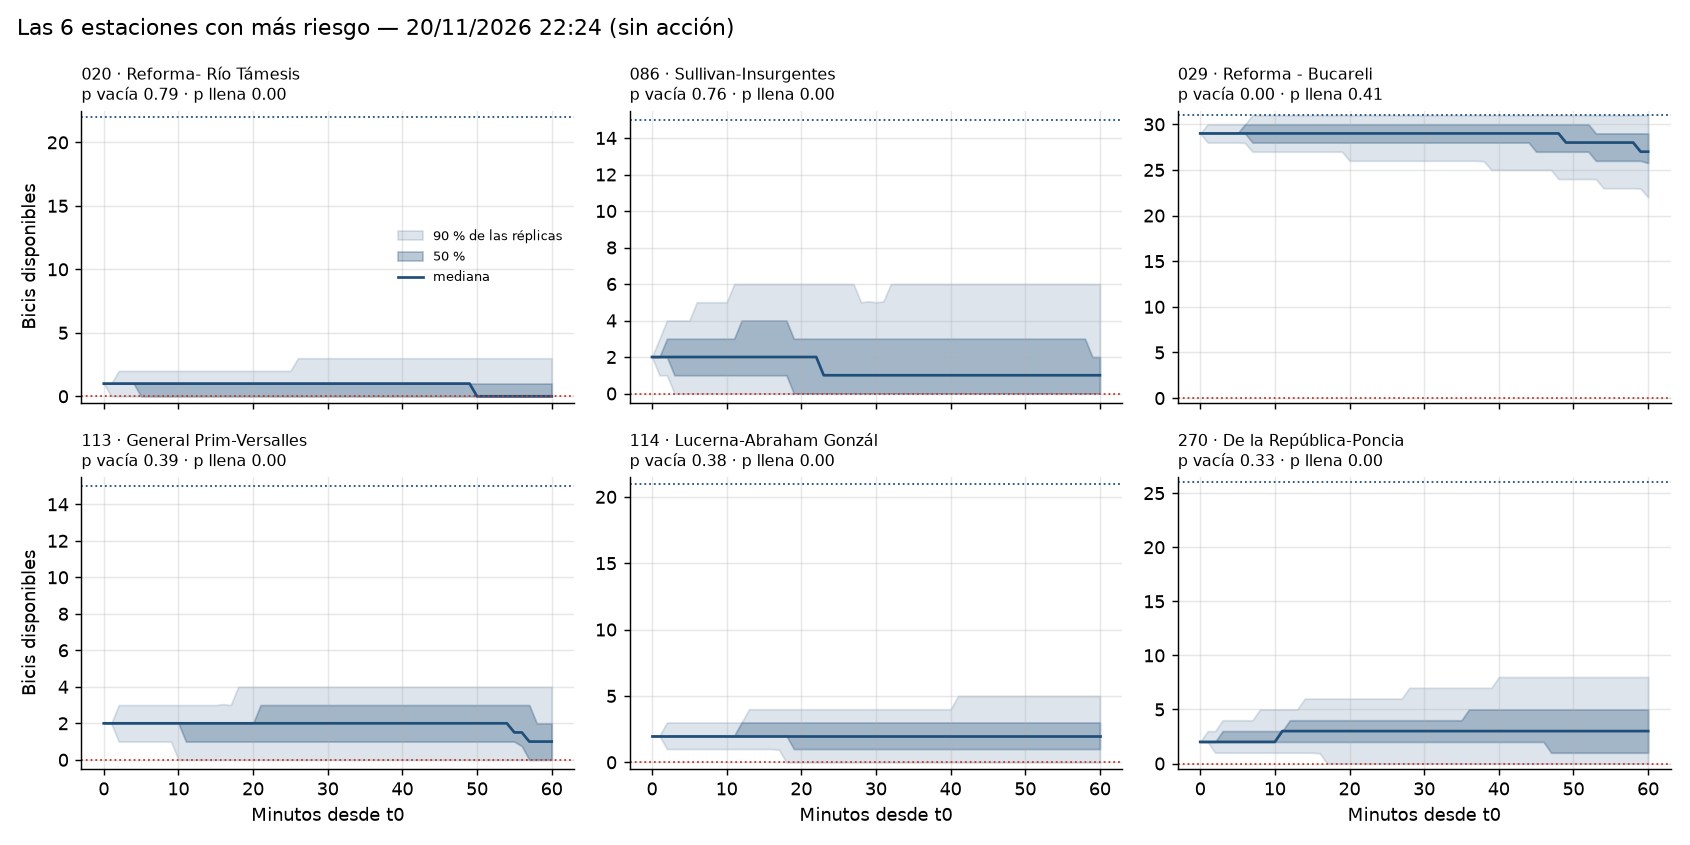 Las 6 estaciones con más riesgo — 20/11/2026 22:24 (sin acción)
020 · Reforma- Río Támesis
p vacía 0.79 · p llena 0.00
086 · Sullivan-Insurgentes
p vacía 0.76 · p llena 0.00
029 · Reforma - Bucareli
p vacía 0.00 · p llena 0.41
Bicis disponibles
20
15
10
5
0
90 % de las réplicas
50 %
mediana
14
12
10
8
6
4
2
0
30
25
20
15
10
5
0
113 · General Prim-Versalles
p vacía 0.39 · p llena 0.00
114 · Lucerna-Abraham Gonzál
p vacía 0.38 · p llena 0.00
270 · De la República-Poncia
p vacía 0.33 · p llena 0.00
Bicis disponibles
14
12
10
8
6
4
2
0
0 10 20 30 40 50 60
Minutos desde t0
20
15
10
5
0
0 10 20 30 40 50 60
Minutos desde t0
25
20
15
10
5
0
0 10 20 30 40 50 60
Minutos desde t0